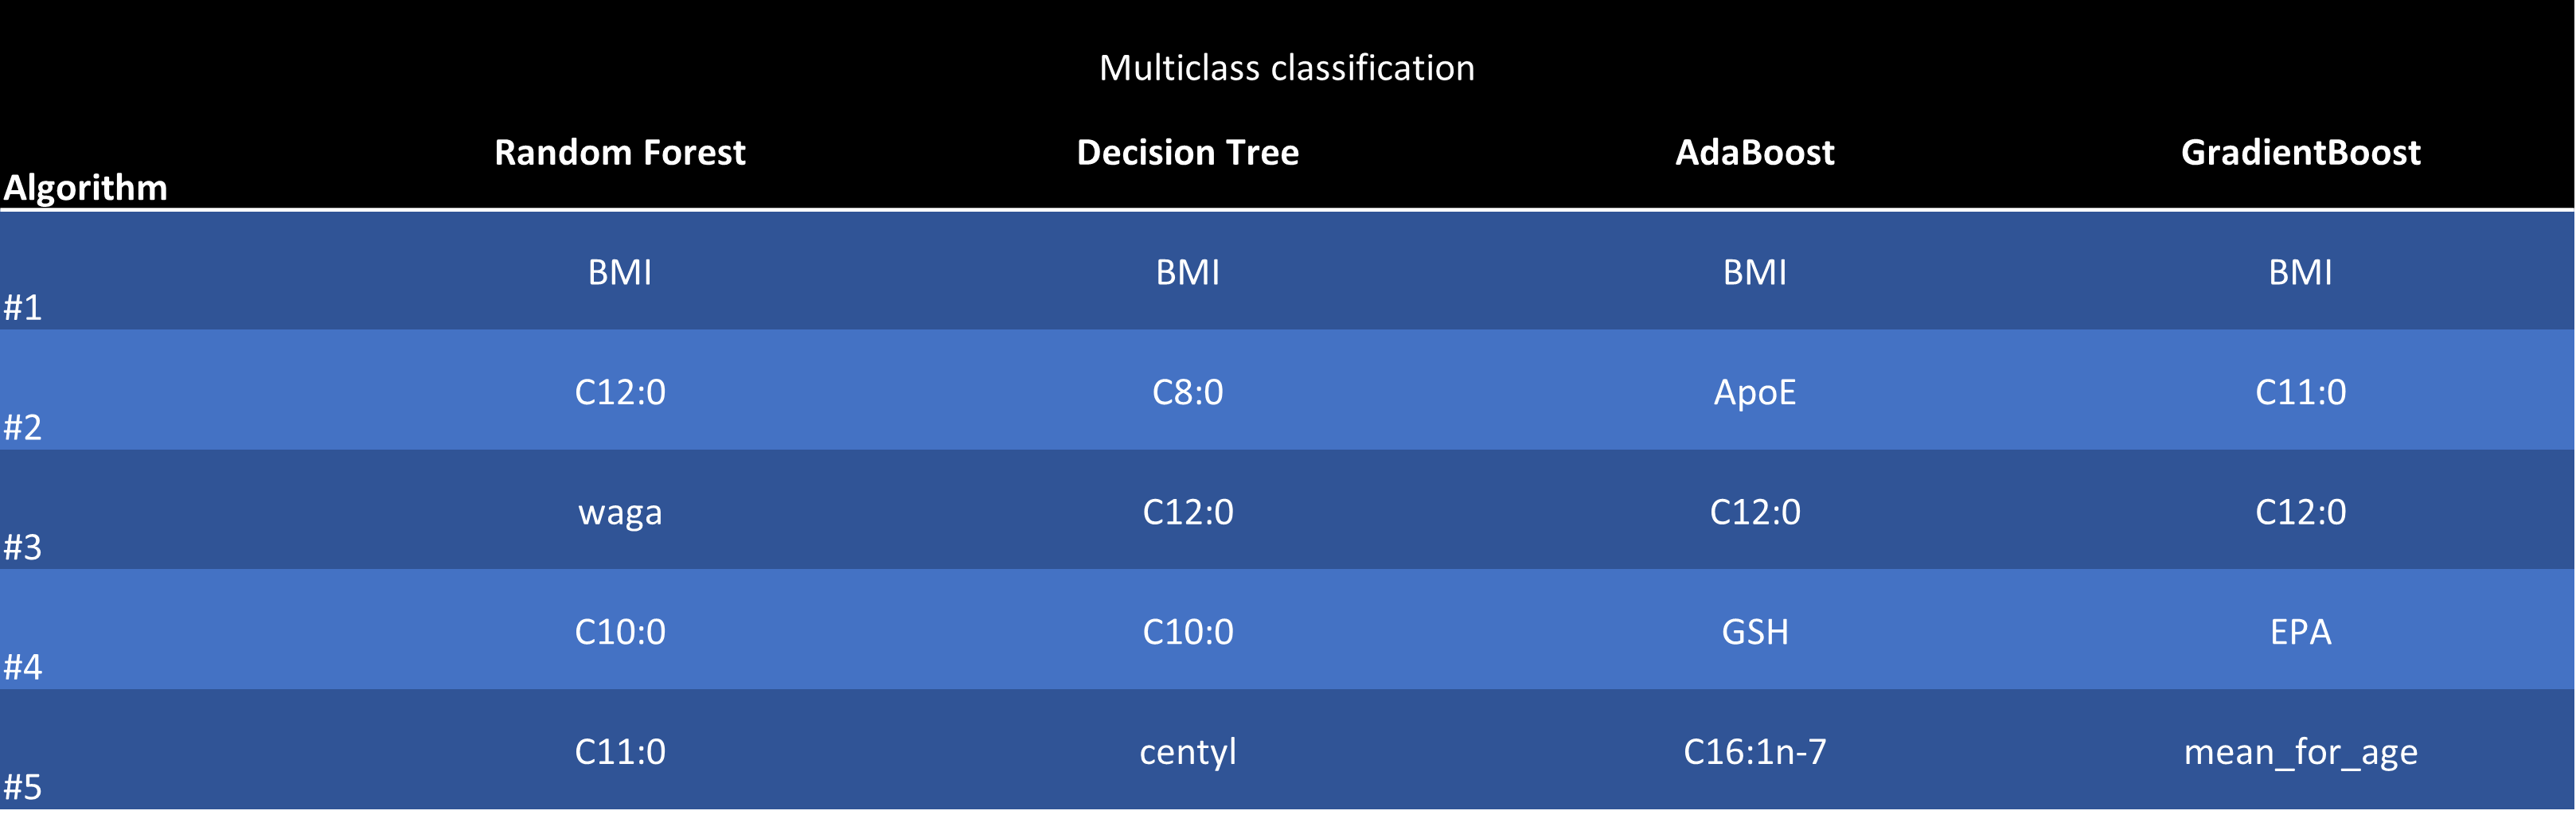 Multiclass classification
Algorithm Random Forest Decision Tree AdaBoost GradientBoost
#1 BMI BMI BMI BMI
#2 C12:0 C8:0 ApoE C11:0
#3 waga C12:0 C12:0 C12:0
#4 C10:0 C10:0 GSH EPA
#5 C11:0 centyl C16:1n-7 mean_for_age